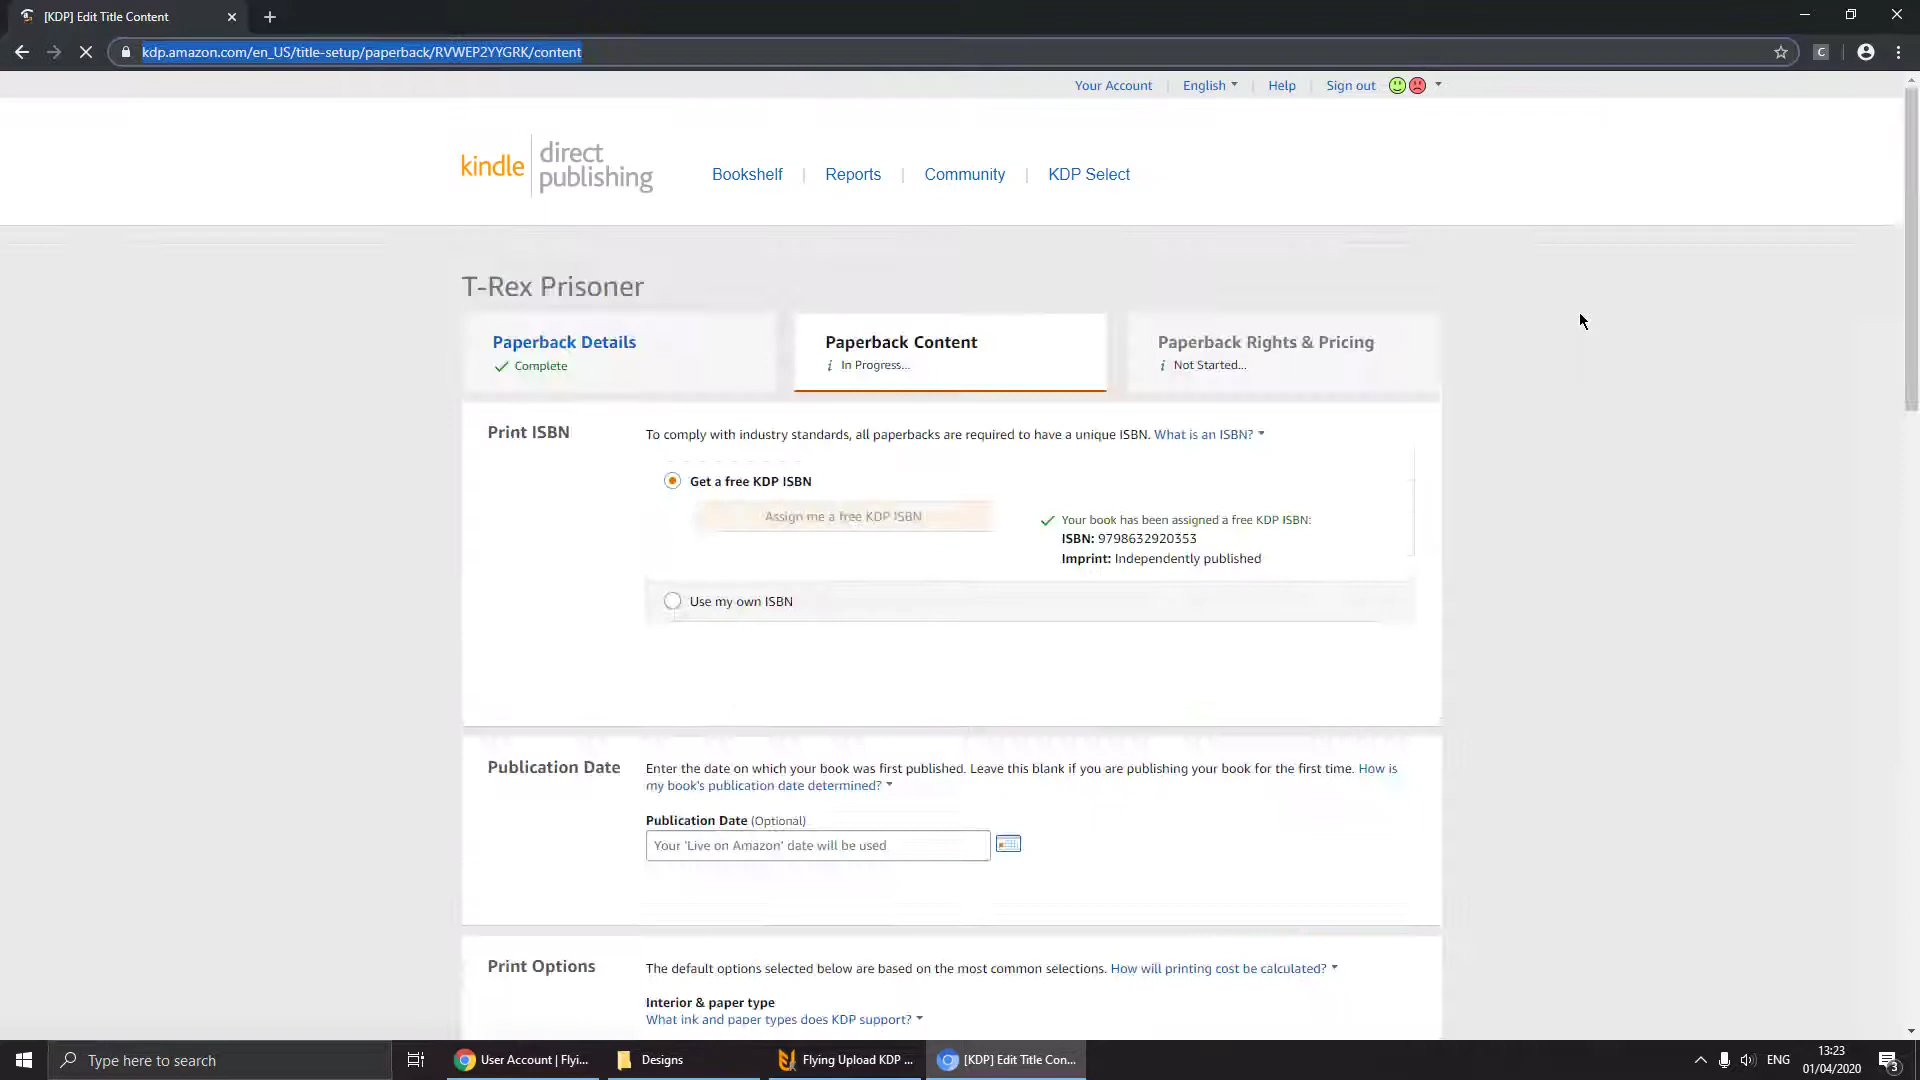 [KDP] Edit Title Content
kdp.amazon.com/en_US/title-setup/paperback/RVWEP2YYGRK/content
C
Your Account | English | Help | Sign out
kindle direct publishing
Bookshelf | Reports | Community | KDP Select
T-Rex Prisoner
Paperback Details
Complete
Paperback Content
In Progress...
Paperback Rights & Pricing
Not Started...
Print ISBN
To comply with industry standards, all paperbacks are required to have a unique ISBN. What is an ISBN?
Get a free KDP ISBN
Assign me a free KDP ISBN
Your book has been assigned a free KDP ISBN:
ISBN: 9798632920353
Imprint: Independently published
Use my own ISBN
Publication Date
Enter the date on which your book was first published. Leave this blank if you are publishing your book for the first time. How is
my book's publication date determined?
Publication Date (Optional)
Your 'Live on Amazon' date will be used
Print Options
The default options selected below are based on the most common selections. How will printing cost be calculated?
Interior & paper type
What ink and paper types does KDP support?
Type here to search
User Account | Flyi...
Designs
Flying Upload KDP ...
[KDP] Edit Title Con...
ENG
13:23
01/04/2020
3